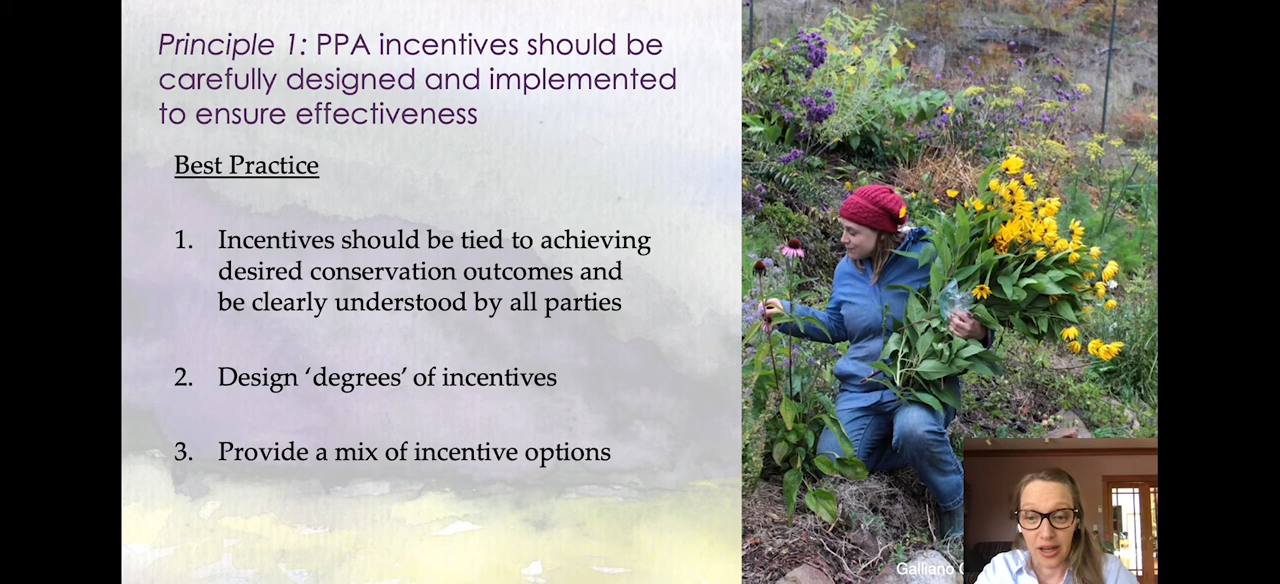 Principle 1: PPA incentives should be
carefully designed and implemented
to ensure effectiveness
Best Practice
1. Incentives should be tied to achieving
desired conservation outcomes and
be clearly understood by all parties
2. Design ‘degrees’ of incentives
3. Provide a mix of incentive options
Galliano